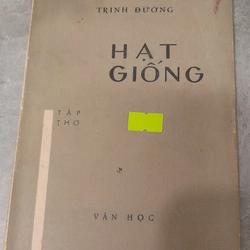 TRINH ĐƯỜNG
HẠT
GIỐNG
TẬP
THƠ
VĂN HỌC